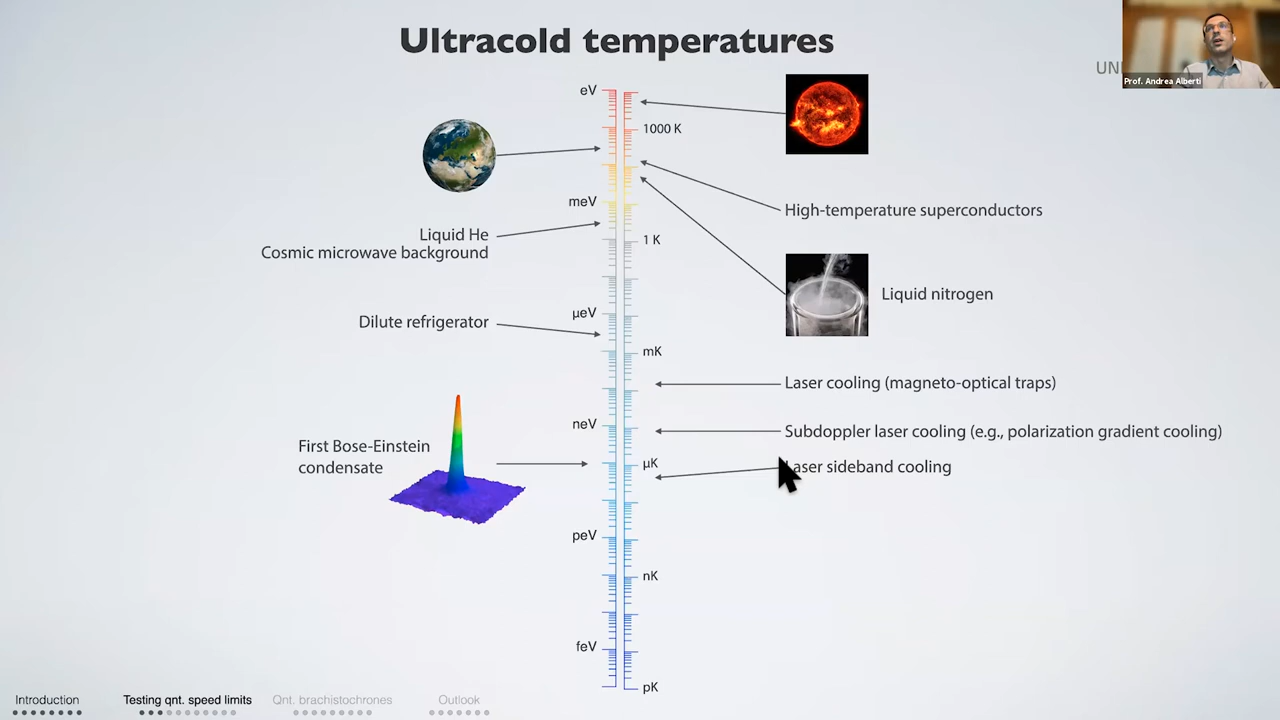 Ultracold temperatures
UNI
Prof. Andrea Alberti
eV
1000 K
meV
High-temperature superconductors
Liquid He
Cosmic microwave background
1 K
Liquid nitrogen
µeV
Dilute refrigerator
mK
Laser cooling (magneto-optical traps)
neV
Subdoppler laser cooling (e.g., polarization gradient cooling)
First Bose-Einstein
condensate
µK
Laser sideband cooling
peV
nK
feV
pK
Introduction
Testing qnt. speed limits
Qnt. brachistochrones
Outlook